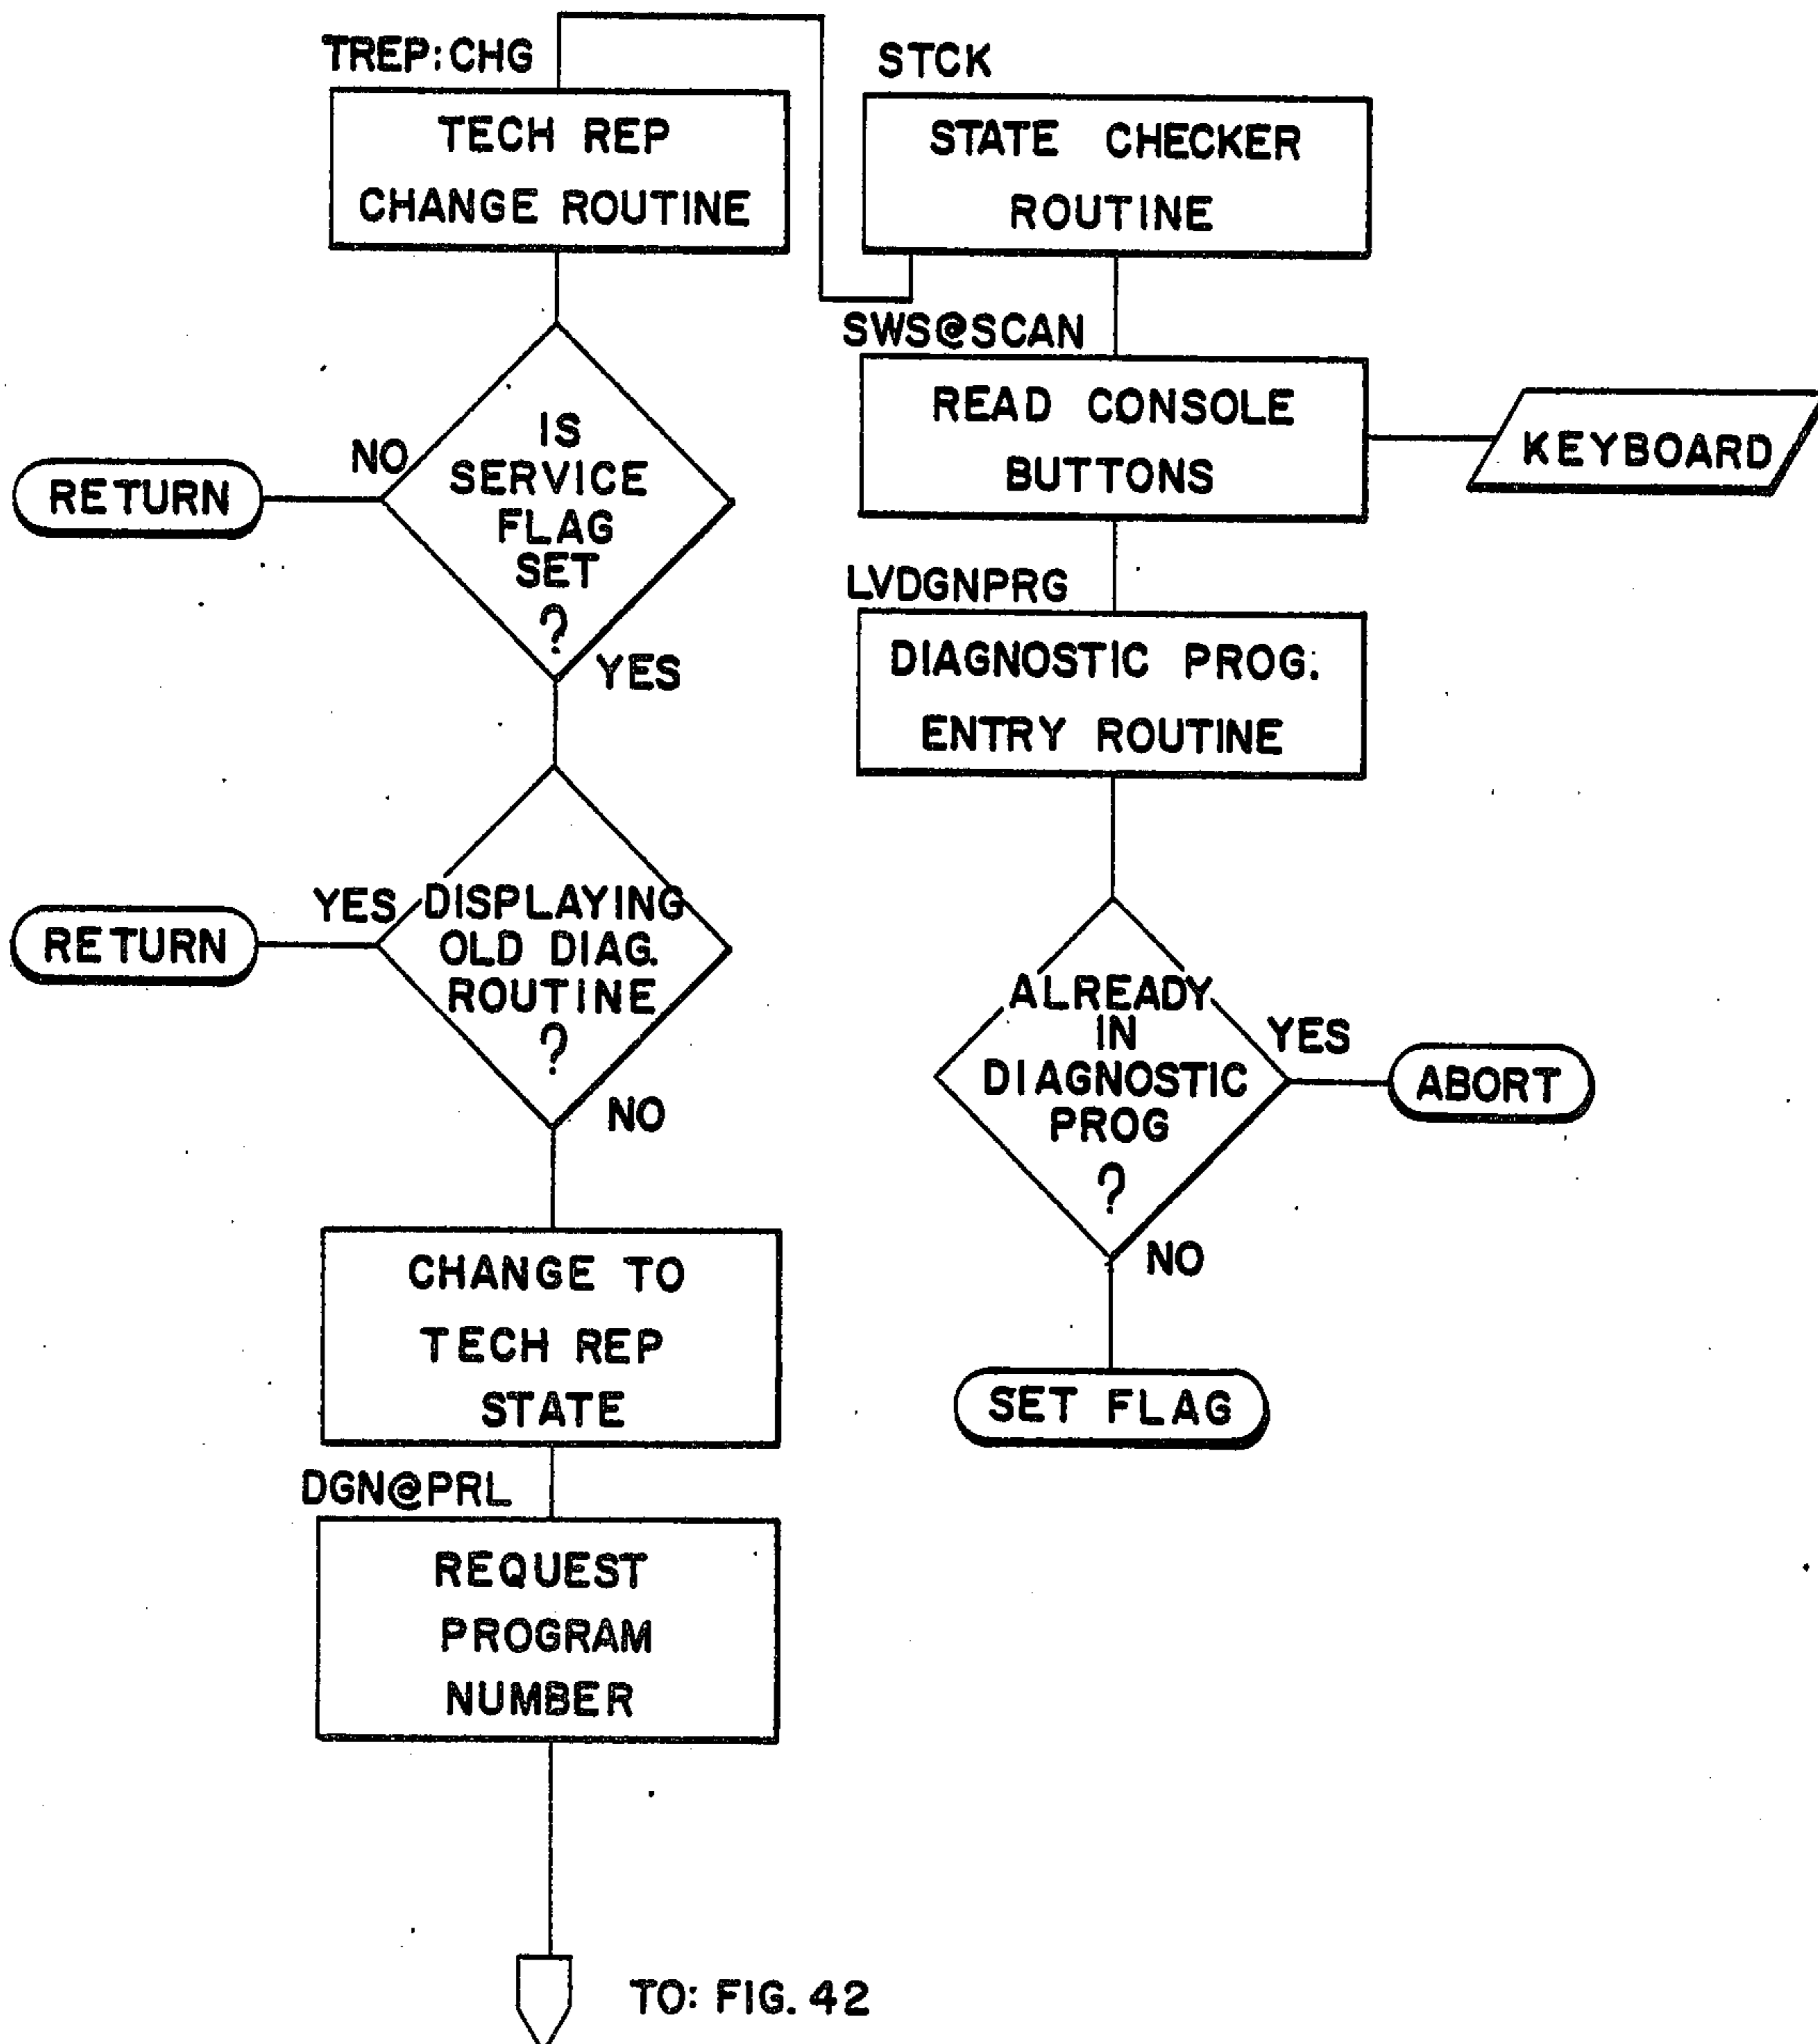 TREP:CHG
TECH REP
CHANGE ROUTINE
IS
SERVICE
FLAG
SET
?
NO
RETURN
YES
DISPLAYING
OLD DIAG.
ROUTINE
?
YES
RETURN
NO
CHANGE TO
TECH REP
STATE
DGN@PRL
REQUEST
PROGRAM
NUMBER
TO: FIG. 42
STCK
STATE CHECKER
ROUTINE
SWS@SCAN
READ CONSOLE
BUTTONS
KEYBOARD
LVDGNPRG
DIAGNOSTIC PROG.
ENTRY ROUTINE
ALREADY
IN
DIAGNOSTIC
PROG
?
YES
ABORT
NO
SET FLAG